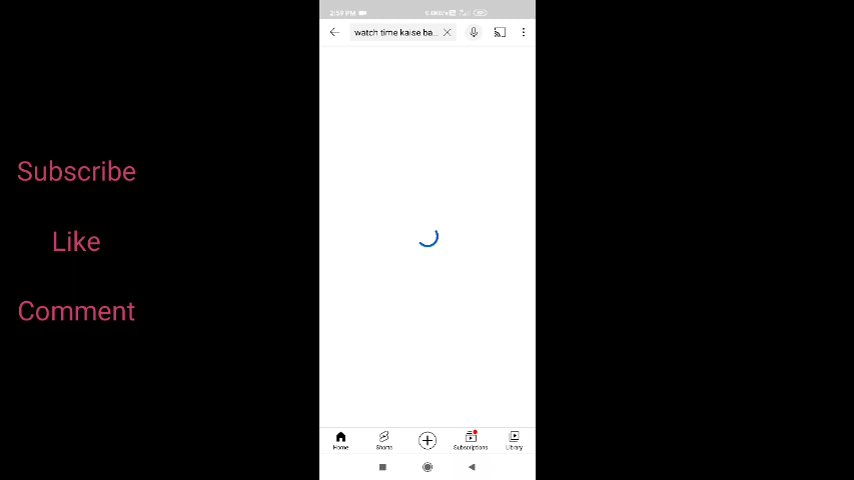 2:59 PM
watch time kaise ba...
Subscribe
Like
Comment
Home
Shorts
Subscriptions
Library